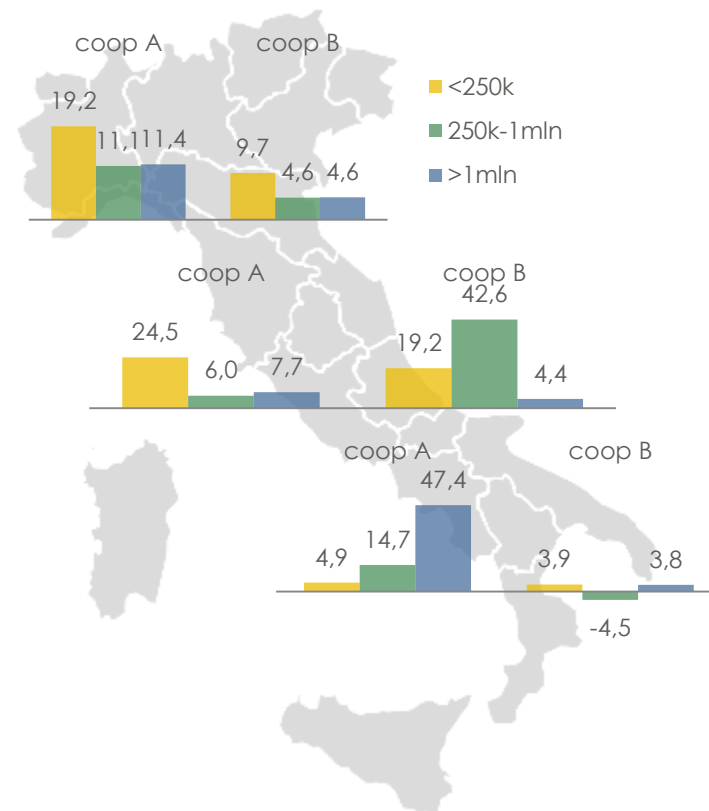 coop A
coop B
<250k
250k-1mln
>1mln
19,2
11,1
11,4
9,7
4,6
4,6
coop A
coop B
24,5
6,0
7,7
19,2
42,6
4,4
coop A
coop B
4,9
14,7
47,4
3,9
-4,5
3,8